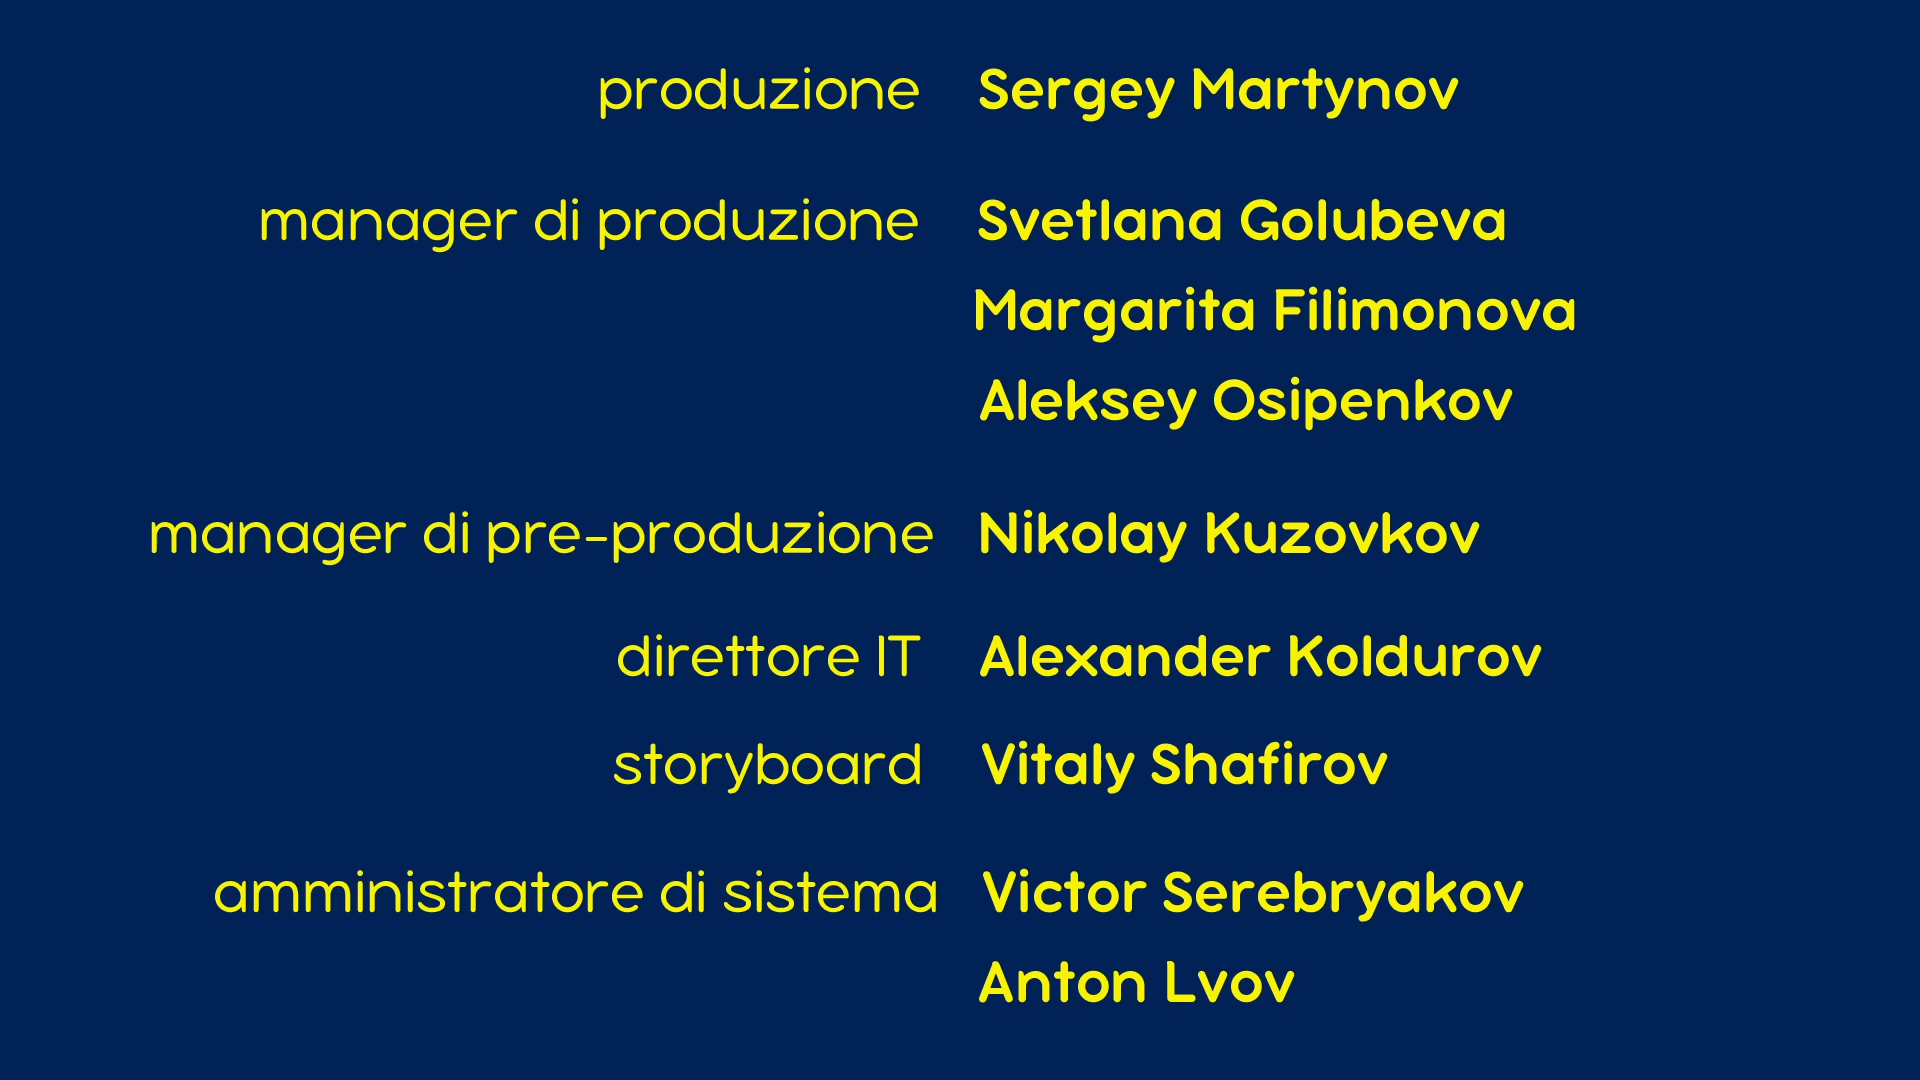 produzione Sergey Martynov
manager di produzione Svetlana Golubeva
Margarita Filimonova
Aleksey Osipenkov
manager di pre-produzione Nikolay Kuzovkov
direttore IT Alexander Koldurov
storyboard Vitaly Shafirov
amministratore di sistema Victor Serebryakov
Anton Lvov